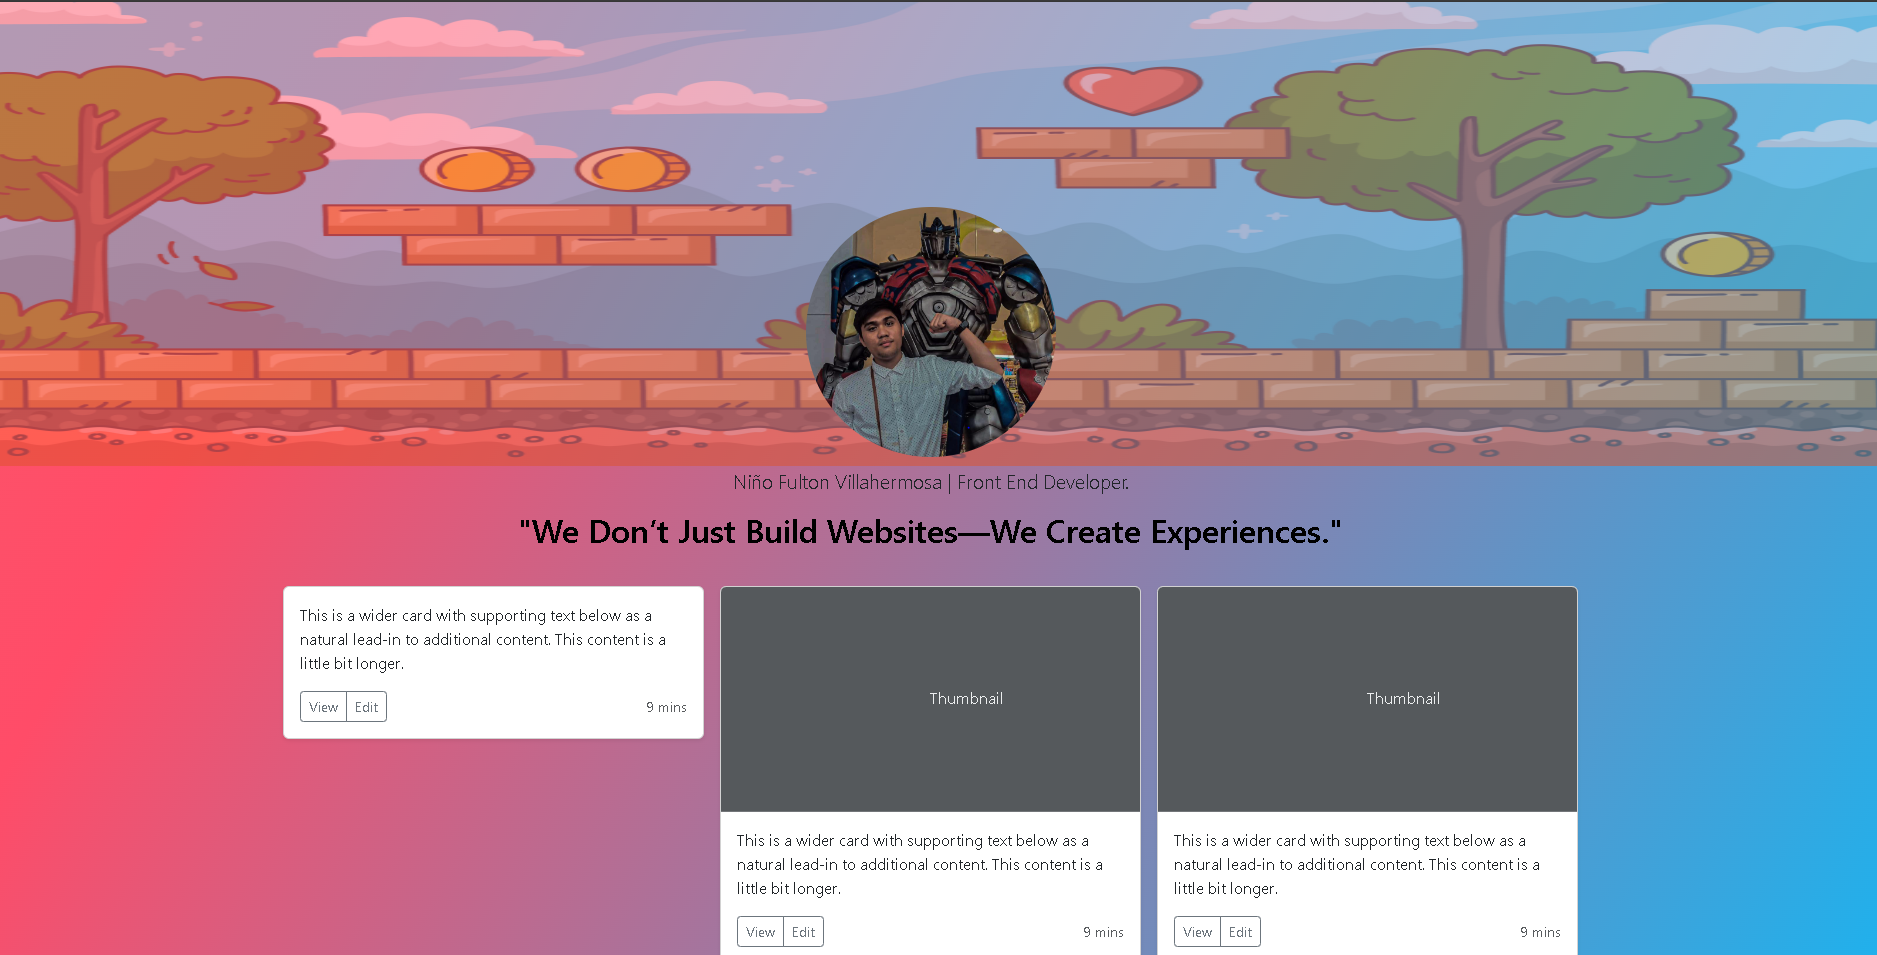 Niño Fulton Villahermosa | Front End Developer.
"We Don’t Just Build Websites—We Create Experiences."
This is a wider card with supporting text below as a
natural lead-in to additional content. This content is a
little bit longer.
View Edit 9 mins
Thumbnail
This is a wider card with supporting text below as a
natural lead-in to additional content. This content is a
little bit longer.
View Edit 9 mins
Thumbnail
This is a wider card with supporting text below as a
natural lead-in to additional content. This content is a
little bit longer.
View Edit 9 mins